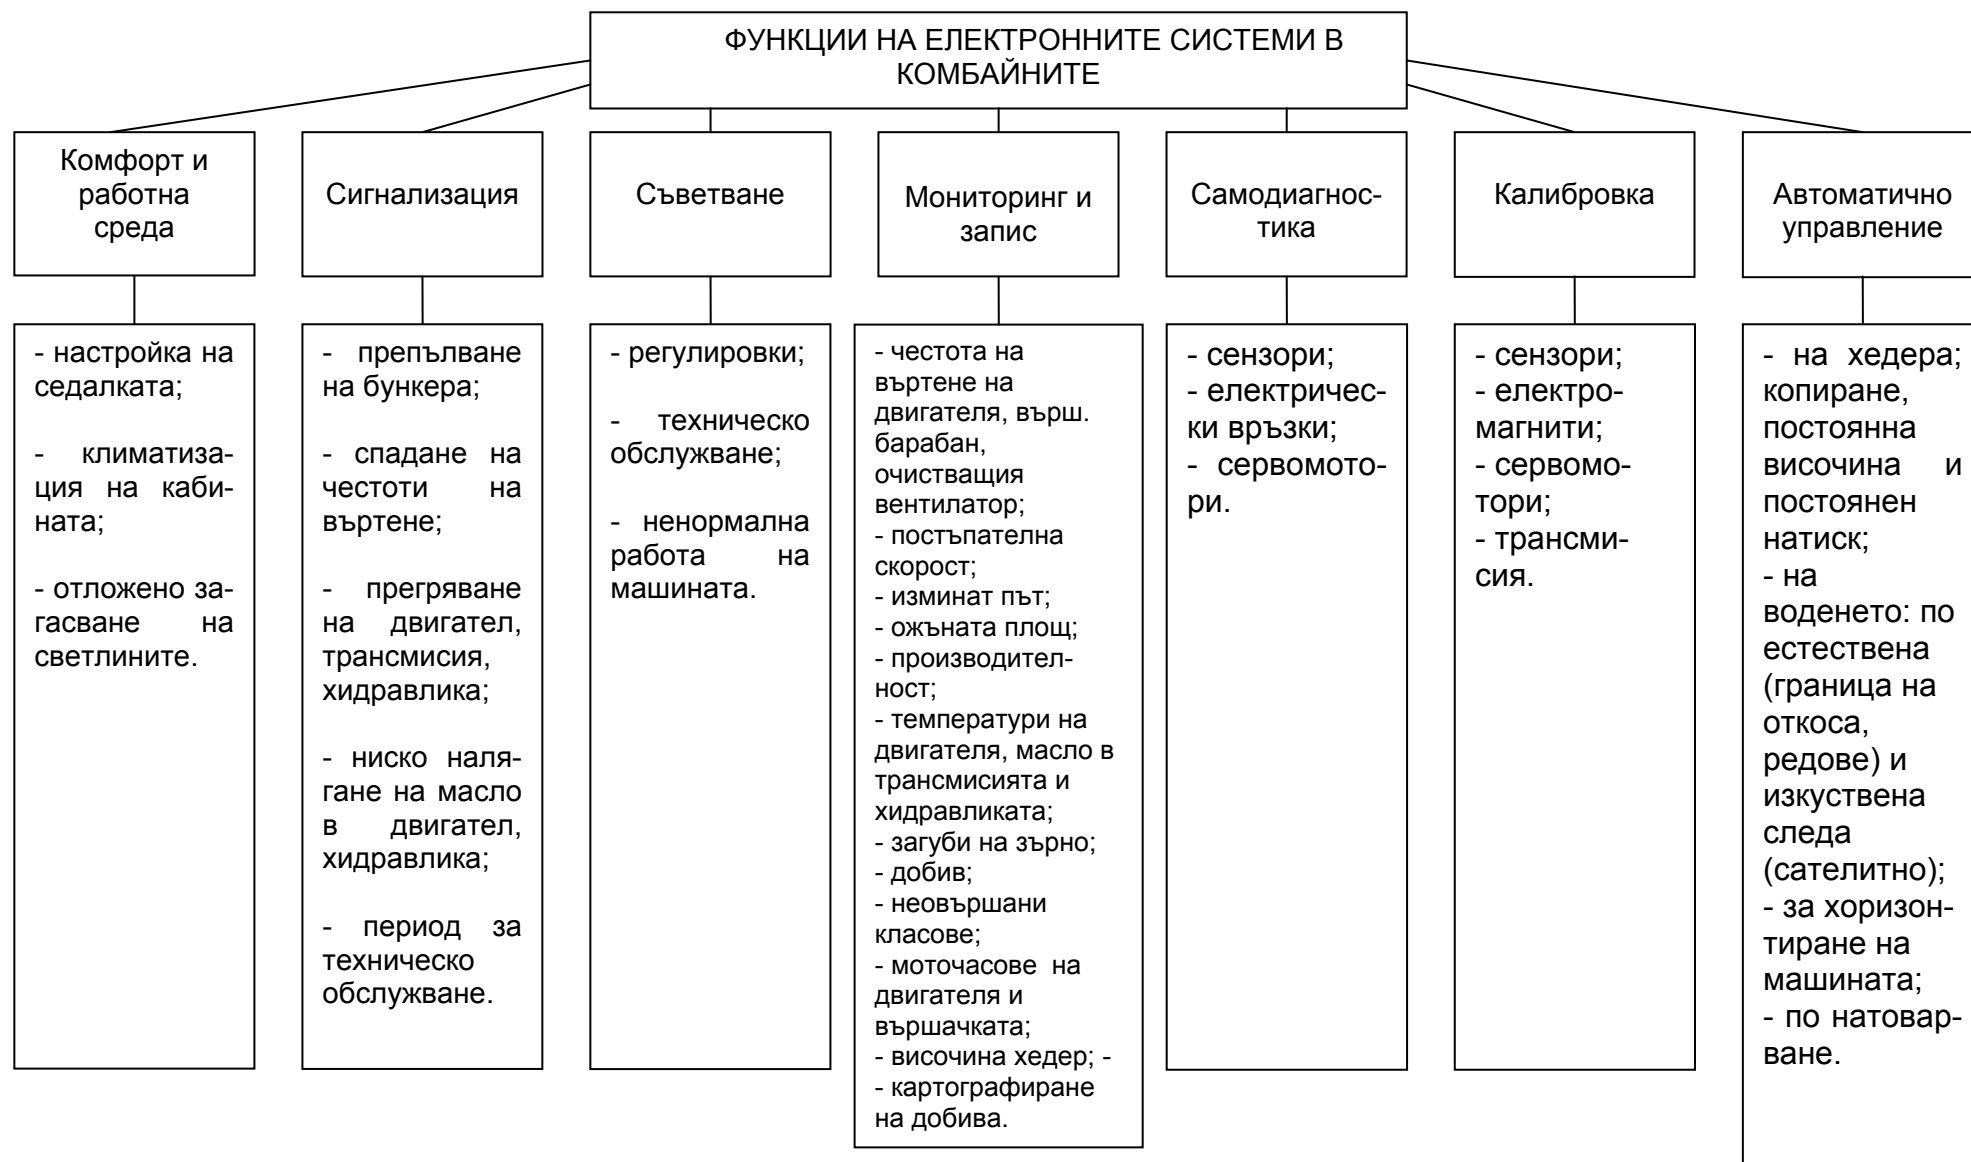 ФУНКЦИИ НА ЕЛЕКТРОННИТЕ СИСТЕМИ В
КОМБАЙНИТЕ
Комфорт и
работна
среда
Сигнализация
Съветване
Мониторинг и
запис
Самодиагнос-
тика
Калибровка
Автоматично
управление
- настройка на
седалката;
- климатиза-
ция на каби-
ната;
- отложено за-
гасване на
светлините.
- препълване
на бункера;
- спадане на
честоти на
въртене;
- прегряване
на двигател,
трансмисия,
хидравлика;
- ниско наля-
гане на масло
в двигател,
хидравлика;
- период за
техническо
обслужване.
- регулировки;
- техническо
обслужване;
- ненормална
работа на
машината.
- честота на
въртене на
двигателя, върш.
барабан,
очистващия
вентилатор;
- постъпателна
скорост;
- изминат път;
- ожъната площ;
- производител-
ност;
- температури на
двигателя, масло в
трансмисията и
хидравликата;
- загуби на зърно;
- добив;
- неовършани
класове;
- моточасове на
двигателя и
вършачката;
- височина хедер; -
- картографиране
на добива.
- сензори;
- електричес-
ки връзки;
- сервомото-
ри.
- сензори;
- електро-
магнити;
- сервомо-
тори;
- трансми-
сия.
- на хедера;
копиране,
постоянна
височина и
постоянен
натиск;
- на
воденето: по
естествена
(граница на
откоса,
редове) и
изкуствена
следа
(сателитно);
- за хоризон-
тиране на
машината;
- по натовар-
ване.